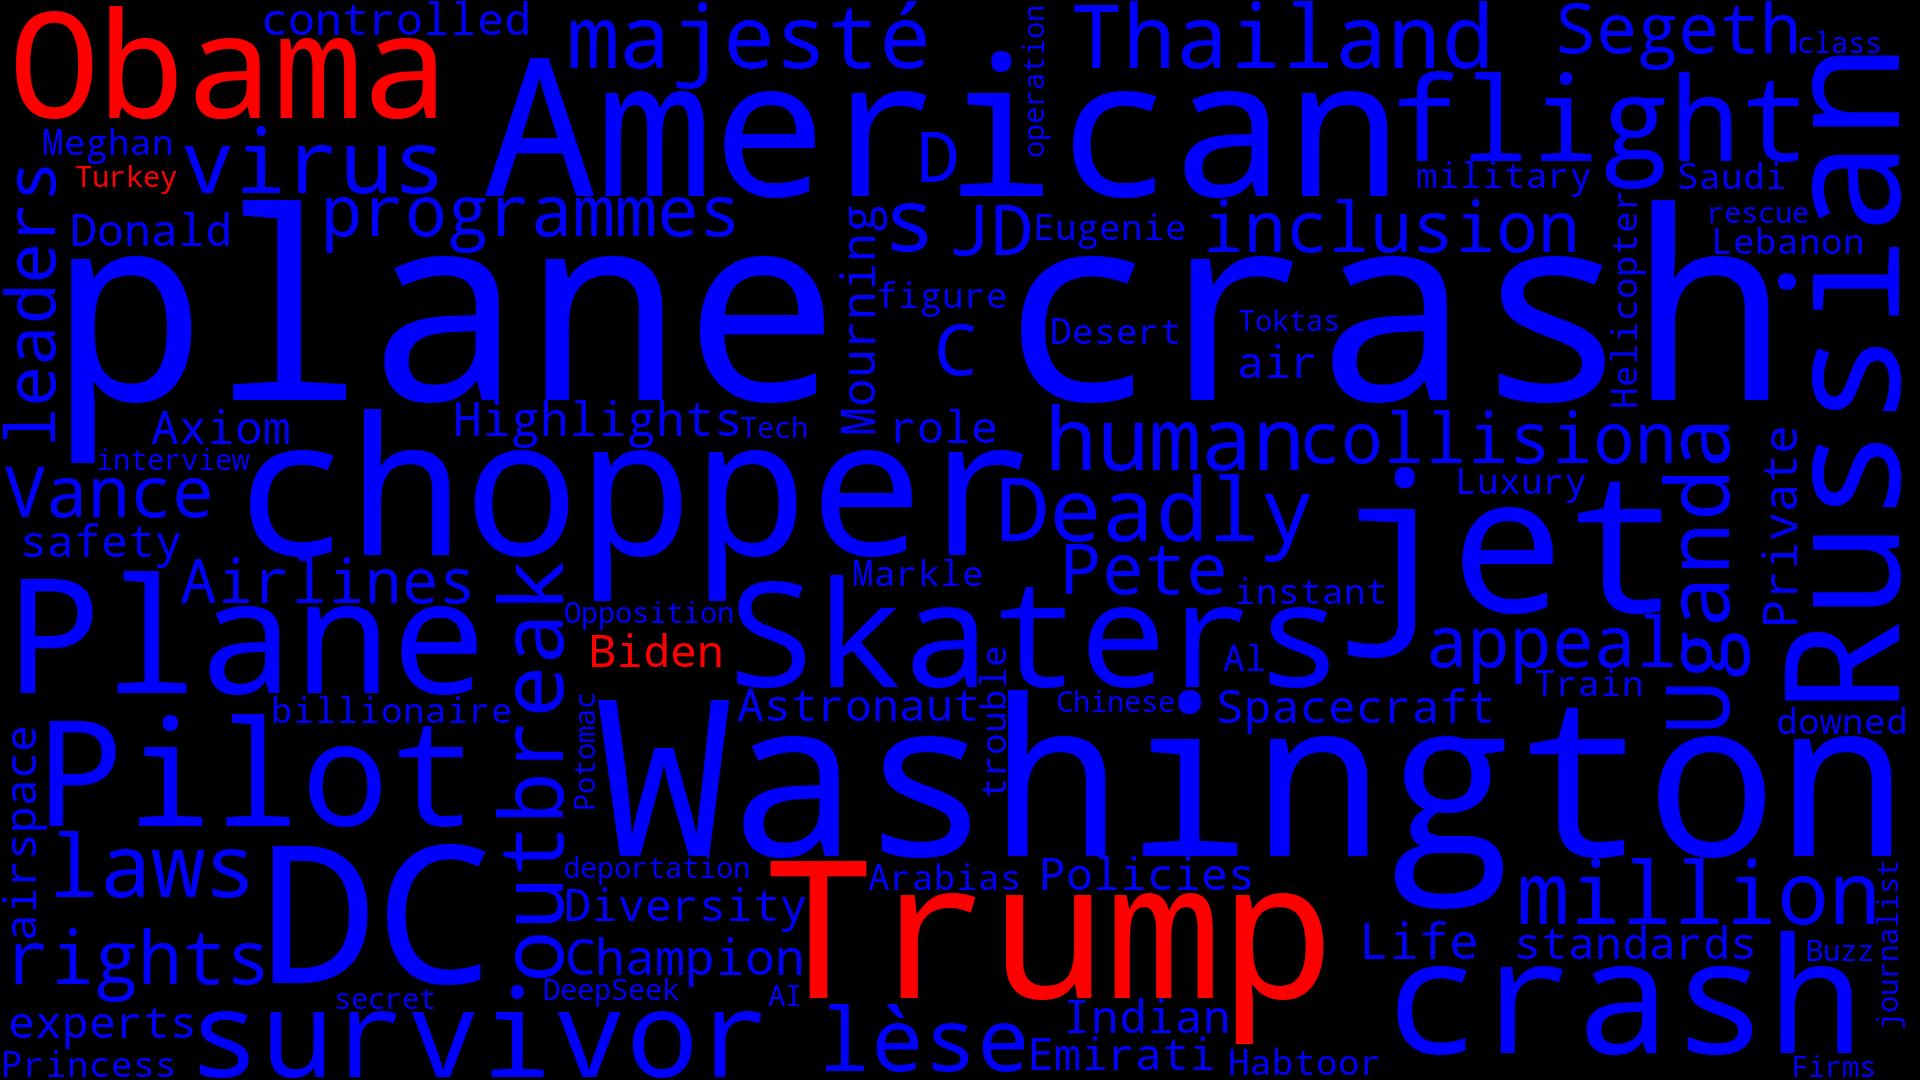 Obama
controlled
majesté
operation
Thailand
Segeth
class
American
flight
Russian
Meghan
Turkey
virus
D
military
Saudi
leaders
Donald
programmes
Mourning
s
JD
Eugenie
inclusion
Helicopter
rescue
Lebanon
plane crash
figure
C
Desert
Toktas
air
Axiom
Highlights
Tech
role
human
collision
uganda
Private
interview
Vance
chopper
Deadly
jet
Luxury
safety
Airlines
Plane
outbreak
Opposition
Biden
Markle
Skaters
Pete
instant
Al
appeal
Train
billionaire
Potomac
Astronaut
trouble
Chinese
Spacecraft
downed
airspace
Pilot
Washington
laws
DC
deportation
Diversity
Trump
Arabias
Policies
million
journalist
rights
Champion
Life
standards
Buzz
secret
DeepSeek
AI
crash
experts
survivor
lèse
Indian
Emirati
Princess
Habtoor
Firms